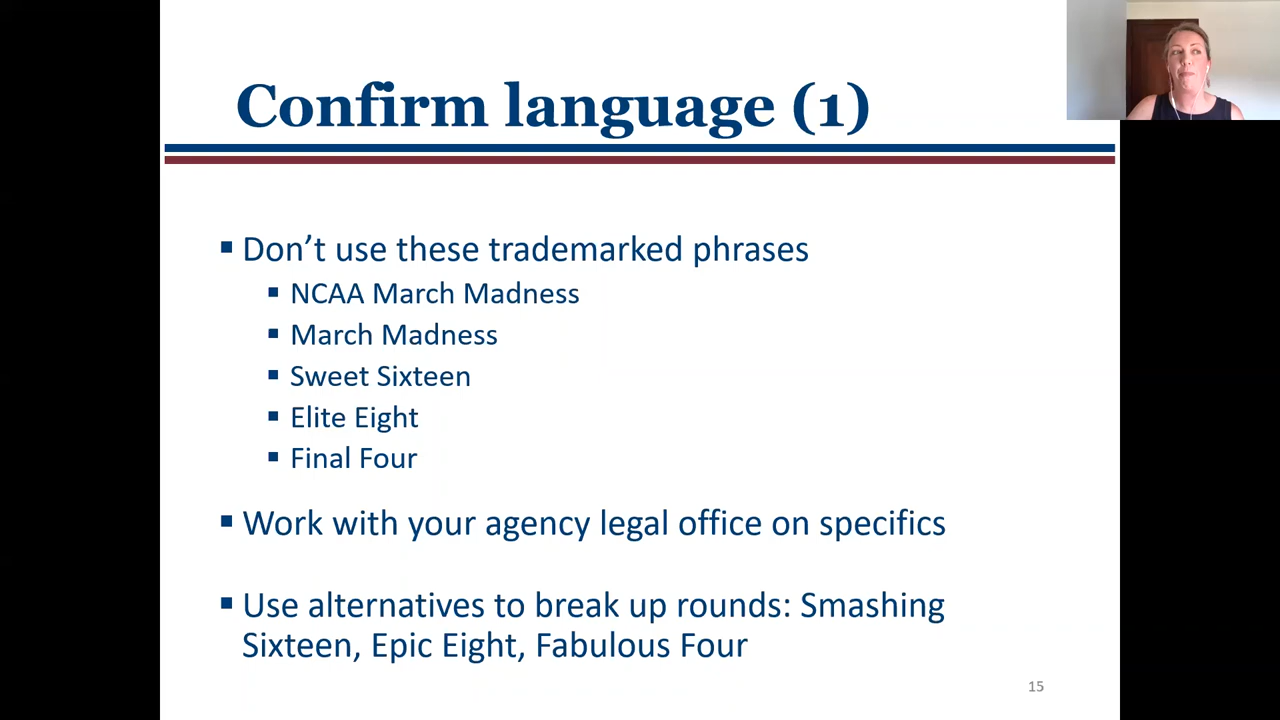 Confirm language (1)
▪ Don’t use these trademarked phrases
▪ NCAA March Madness
▪ March Madness
▪ Sweet Sixteen
▪ Elite Eight
▪ Final Four
▪ Work with your agency legal office on specifics
▪ Use alternatives to break up rounds: Smashing
Sixteen, Epic Eight, Fabulous Four
15